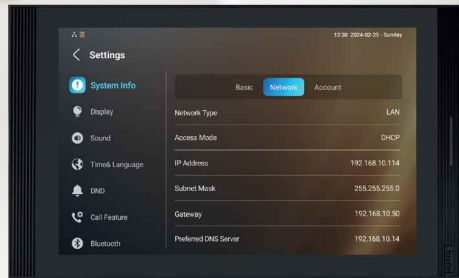 12:30 2024-02-25 - Sunday
Settings
System Info
Basic Network Account
Display
Network Type LAN
Sound
Access Mode DHCP
Time& Language
IP Address 192.168.10.114
DND
Subnet Mask 255.255.255.0
Call Feature
Gateway 192.168.10.50
Bluetooth
Preferred DNS Server 192.168.10.14